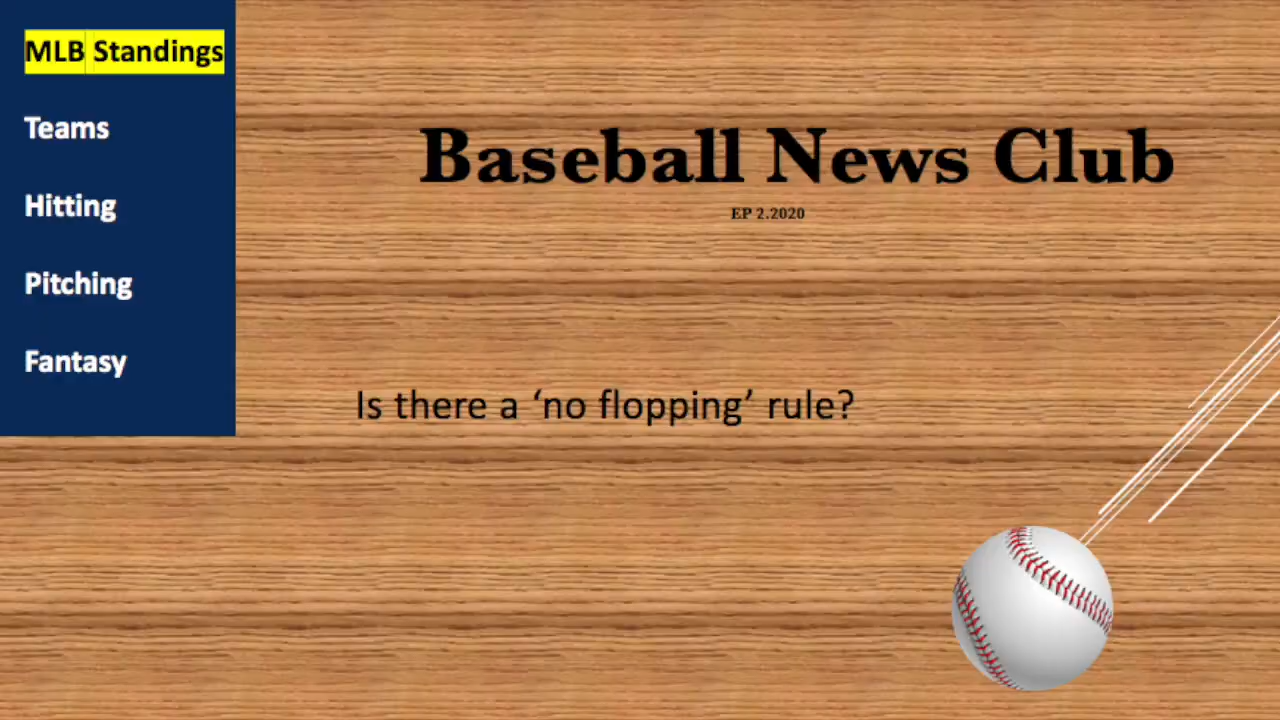 MLB Standings
Teams
Hitting
Pitching
Fantasy
Baseball News Club
EP 2.2020
Is there a ‘no flopping’ rule?